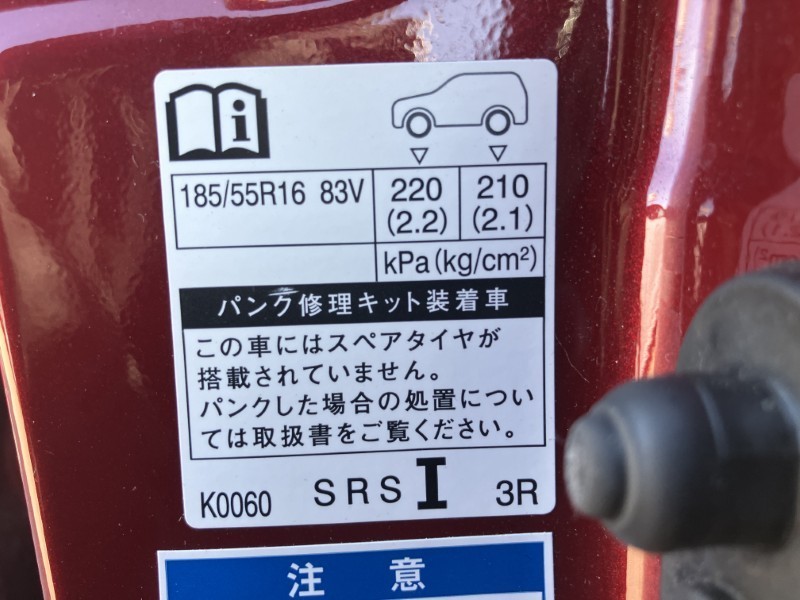 185/55R16 83V 220 210
(2.2) (2.1)
kPa(kg/cm²)
パンク修理キット装着車
この車にはスペアタイヤが
搭載されていません。
パンクした場合の処置につい
ては取扱書をご覧ください。
K0060 SRS I 3R
注 意